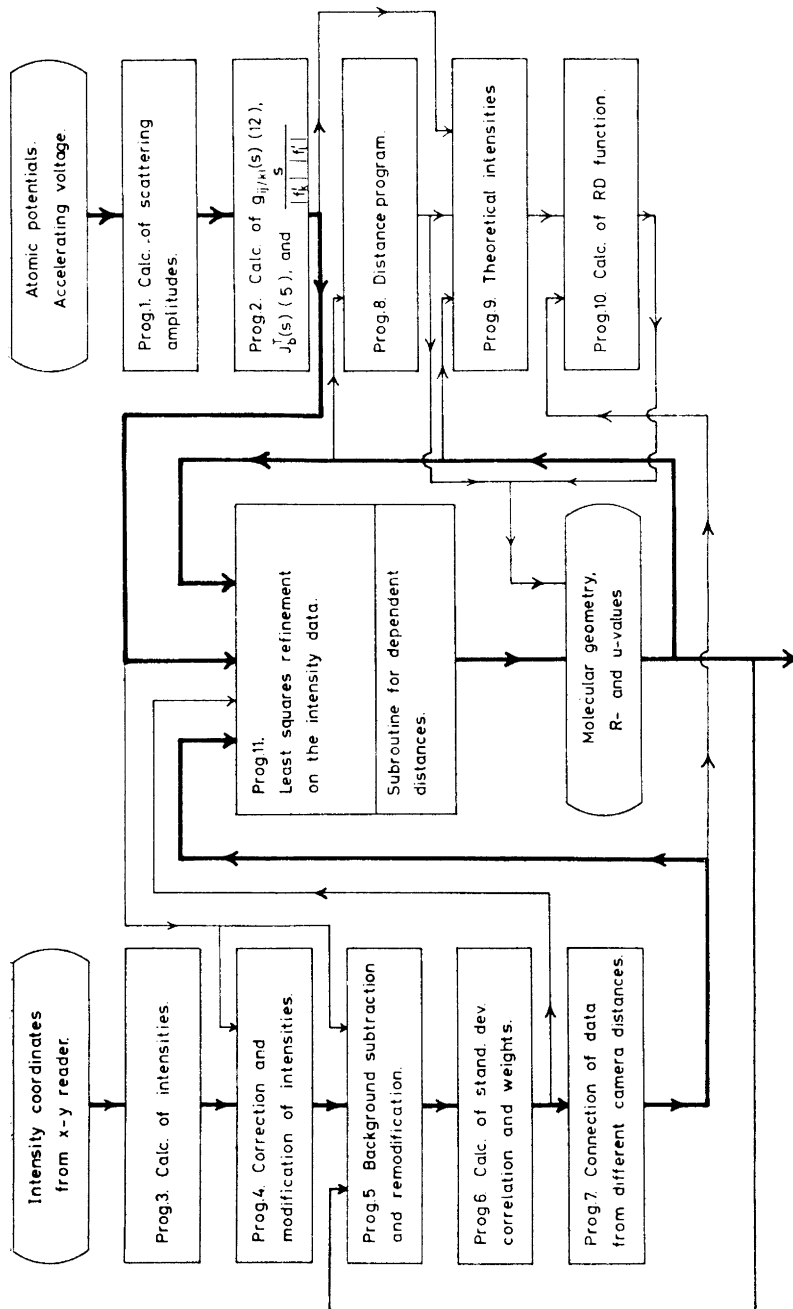 Intensity coordinates
from x-y reader.
Prog.3. Calc. of intensities.
Prog.4. Correction and
modification of intensities.
Prog.5 Background subtraction
and remodification.
Prog.6 Calc. of stand. dev.
correlation and weights.
Prog.7. Connection of data
from different camera distances.
Prog.11.
Least squares refinement
on the intensity data.
Subroutine for dependent
distances.
Molecular geometry,
R- and u-values
Atomic potentials.
Accelerating voltage.
Prog.1. Calc. of scattering
amplitudes.
Prog.2. Calc. of g_{ij/kl}(s) (12),
J_b^T(s) (5), and s / |f_k'| |f_l'|
Prog.8. Distance program.
Prog.9. Theoretical intensities
Prog.10. Calc. of RD function.